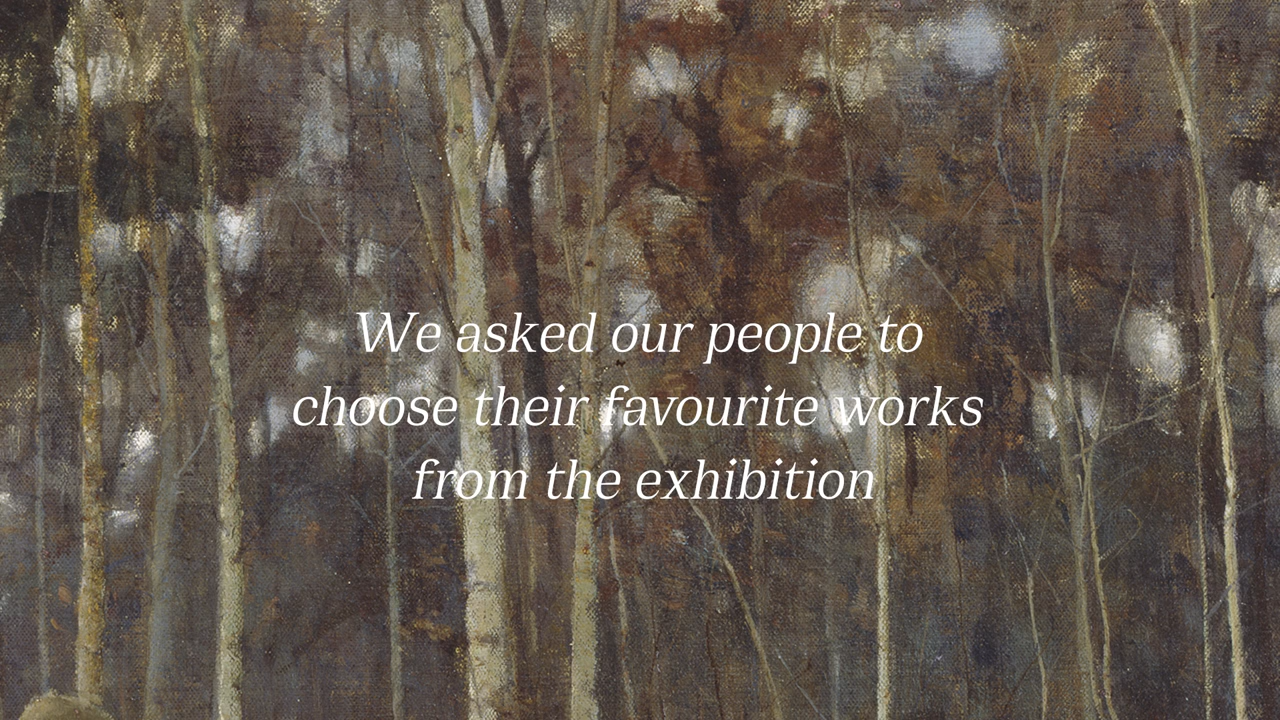 We asked our people to
choose their favourite works
from the exhibition